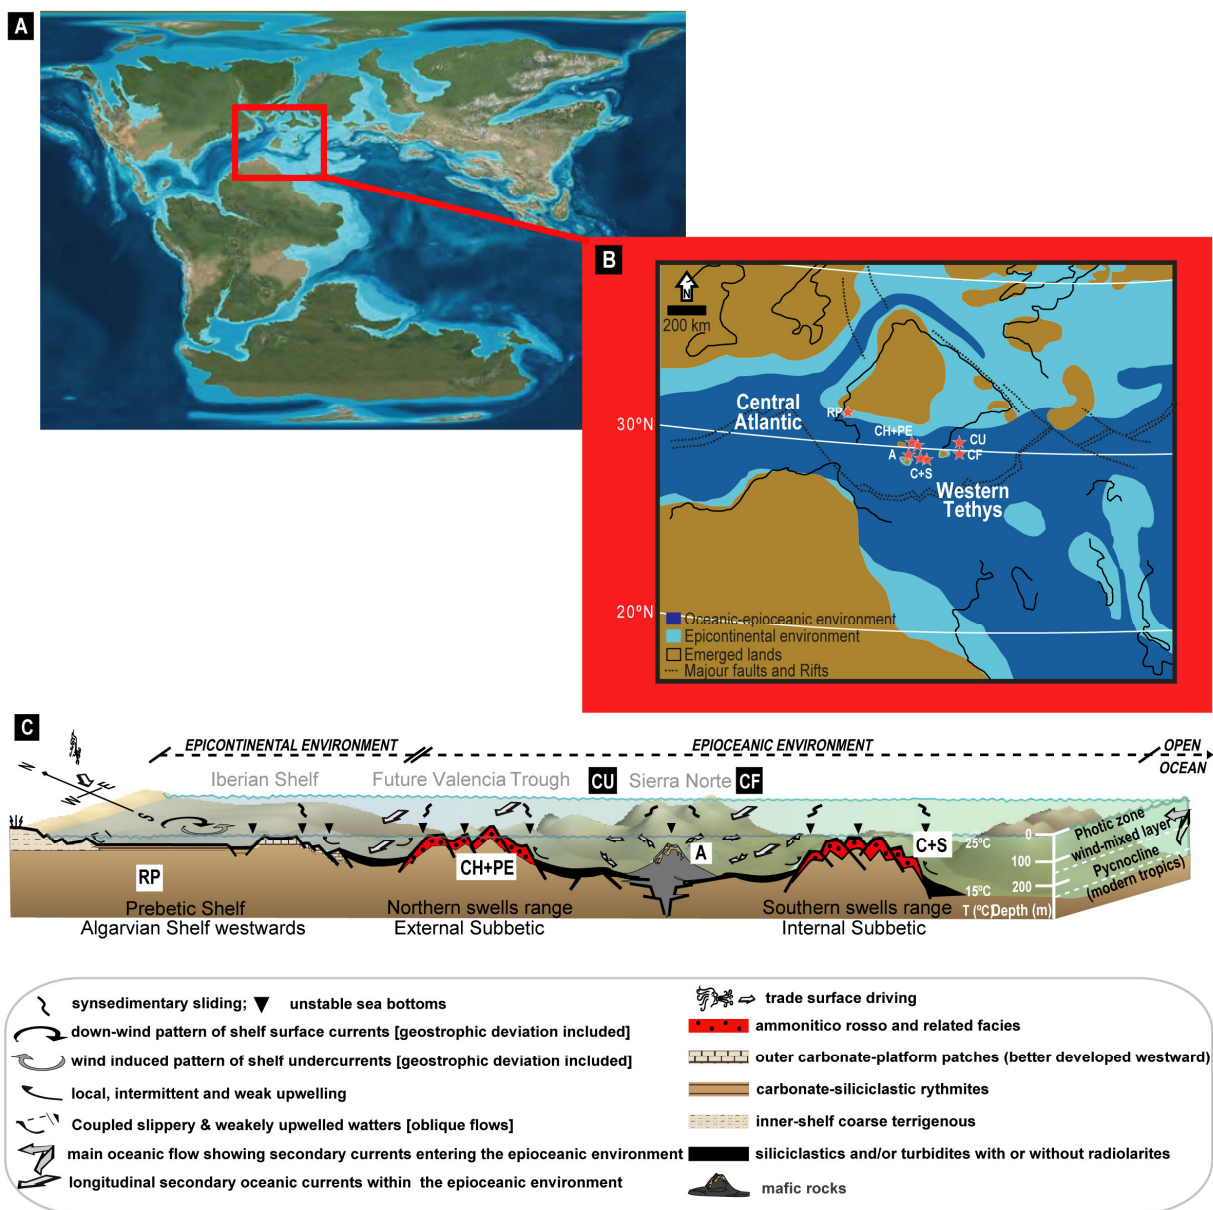 A
B
N
200 km
Central
Atlantic
30ºN
RP
CH+PE
CU
A
CF
C+S
Western
Tethys
20ºN
Oceanic-epioceanic environment
Epicontinental environment
Emerged lands
Majour faults and Rifts
C
EPICONTINENTAL ENVIRONMENT
EPIOCEANIC ENVIRONMENT
OPEN
OCEAN
N
E
W
S
Iberian Shelf
Future Valencia Trough
CU
Sierra Norte
CF
RP
CH+PE
A
C+S
25ºC
0
100
200
15ºC
T (ºC)
Depth (m)
Photic zone
wind-mixed layer
Pycnocline
(modern tropics)
Prebetic Shelf
Algarvian Shelf westwards
Northern swells range
External Subbetic
Southern swells range
Internal Subbetic
synsedimentary sliding; unstable sea bottoms
down-wind pattern of shelf surface currents [geostrophic deviation included]
wind induced pattern of shelf undercurrents [geostrophic deviation included]
local, intermittent and weak upwelling
Coupled slippery & weakely upwelled watters [oblique flows]
main oceanic flow showing secondary currents entering the epioceanic environment
longitudinal secondary oceanic currents within the epioceanic environment
trade surface driving
ammonitico rosso and related facies
outer carbonate-platform patches (better developed westward)
carbonate-siliciclastic rythmites
inner-shelf coarse terrigenous
siliciclastics and/or turbidites with or without radiolarites
mafic rocks